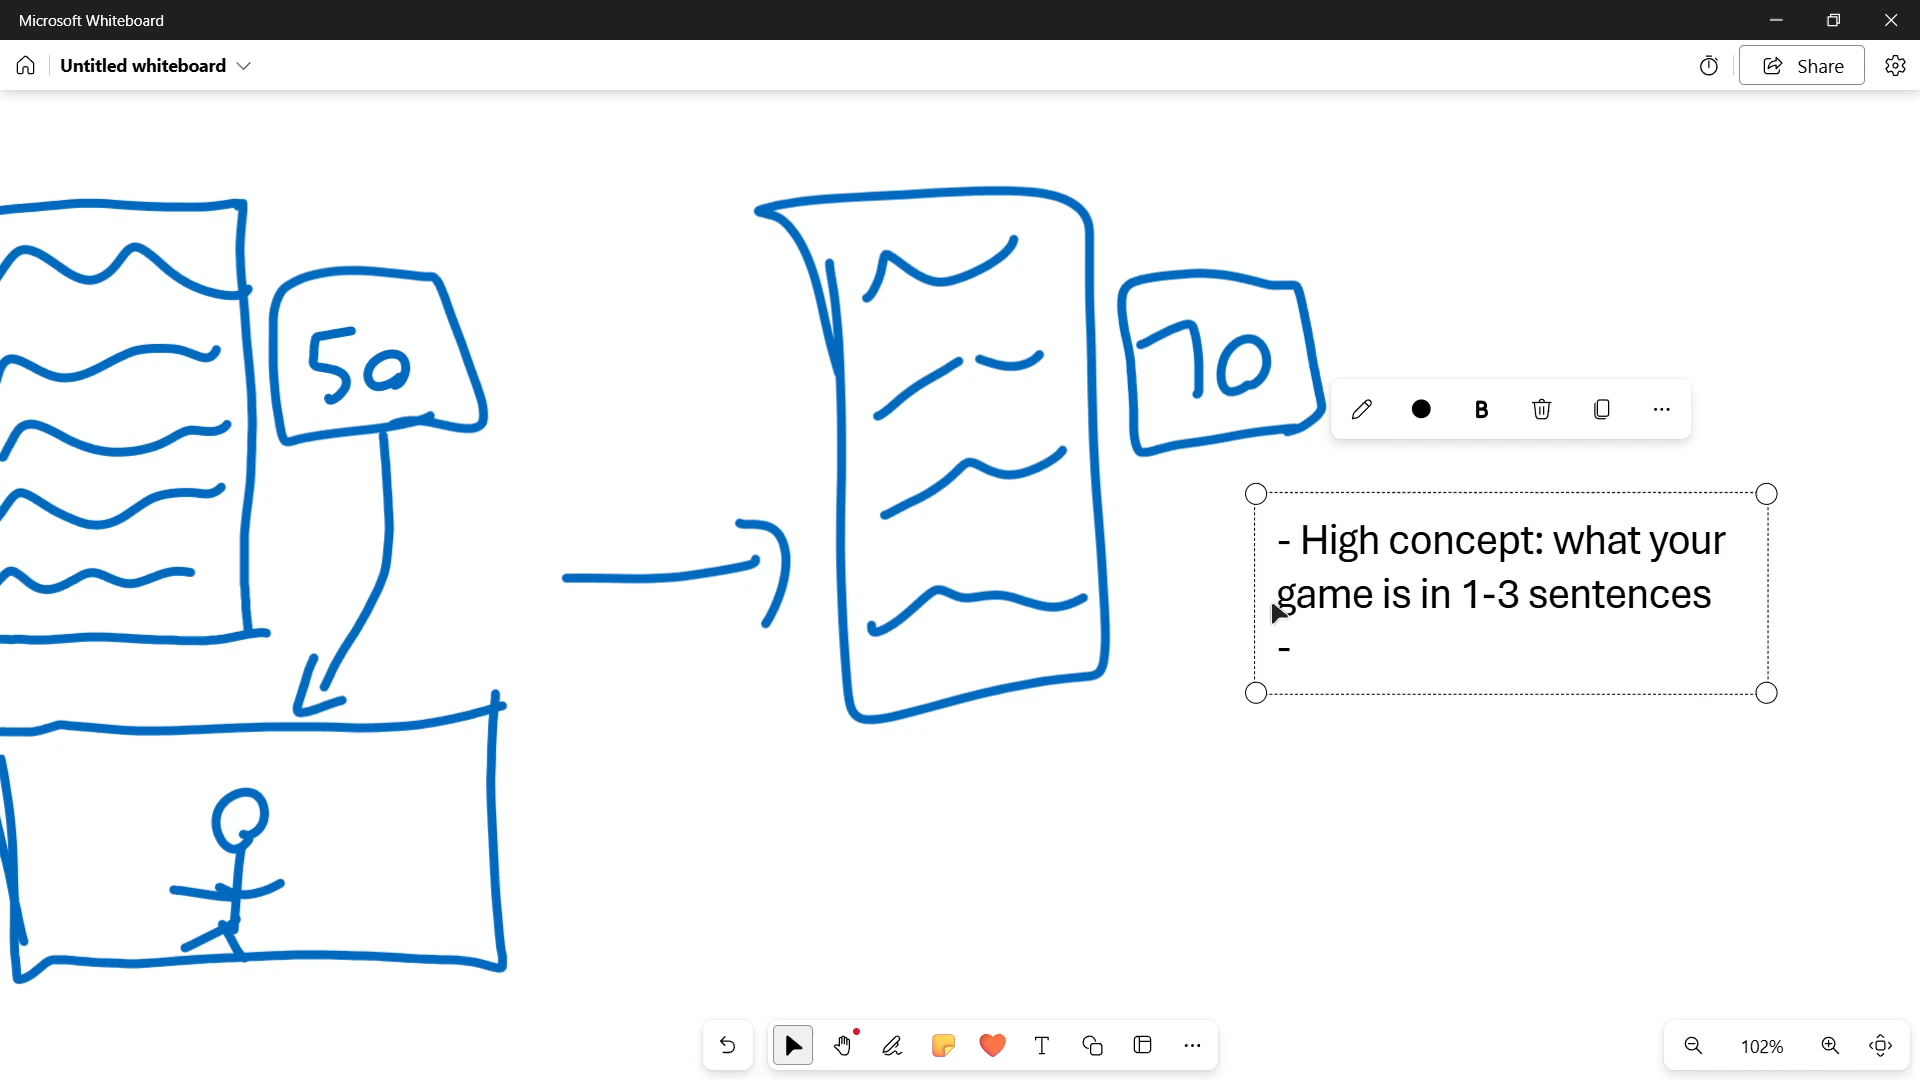 Microsoft Whiteboard
Untitled whiteboard
Share
50
70
B
- High concept: what your
game is in 1-3 sentences
-
T
102%